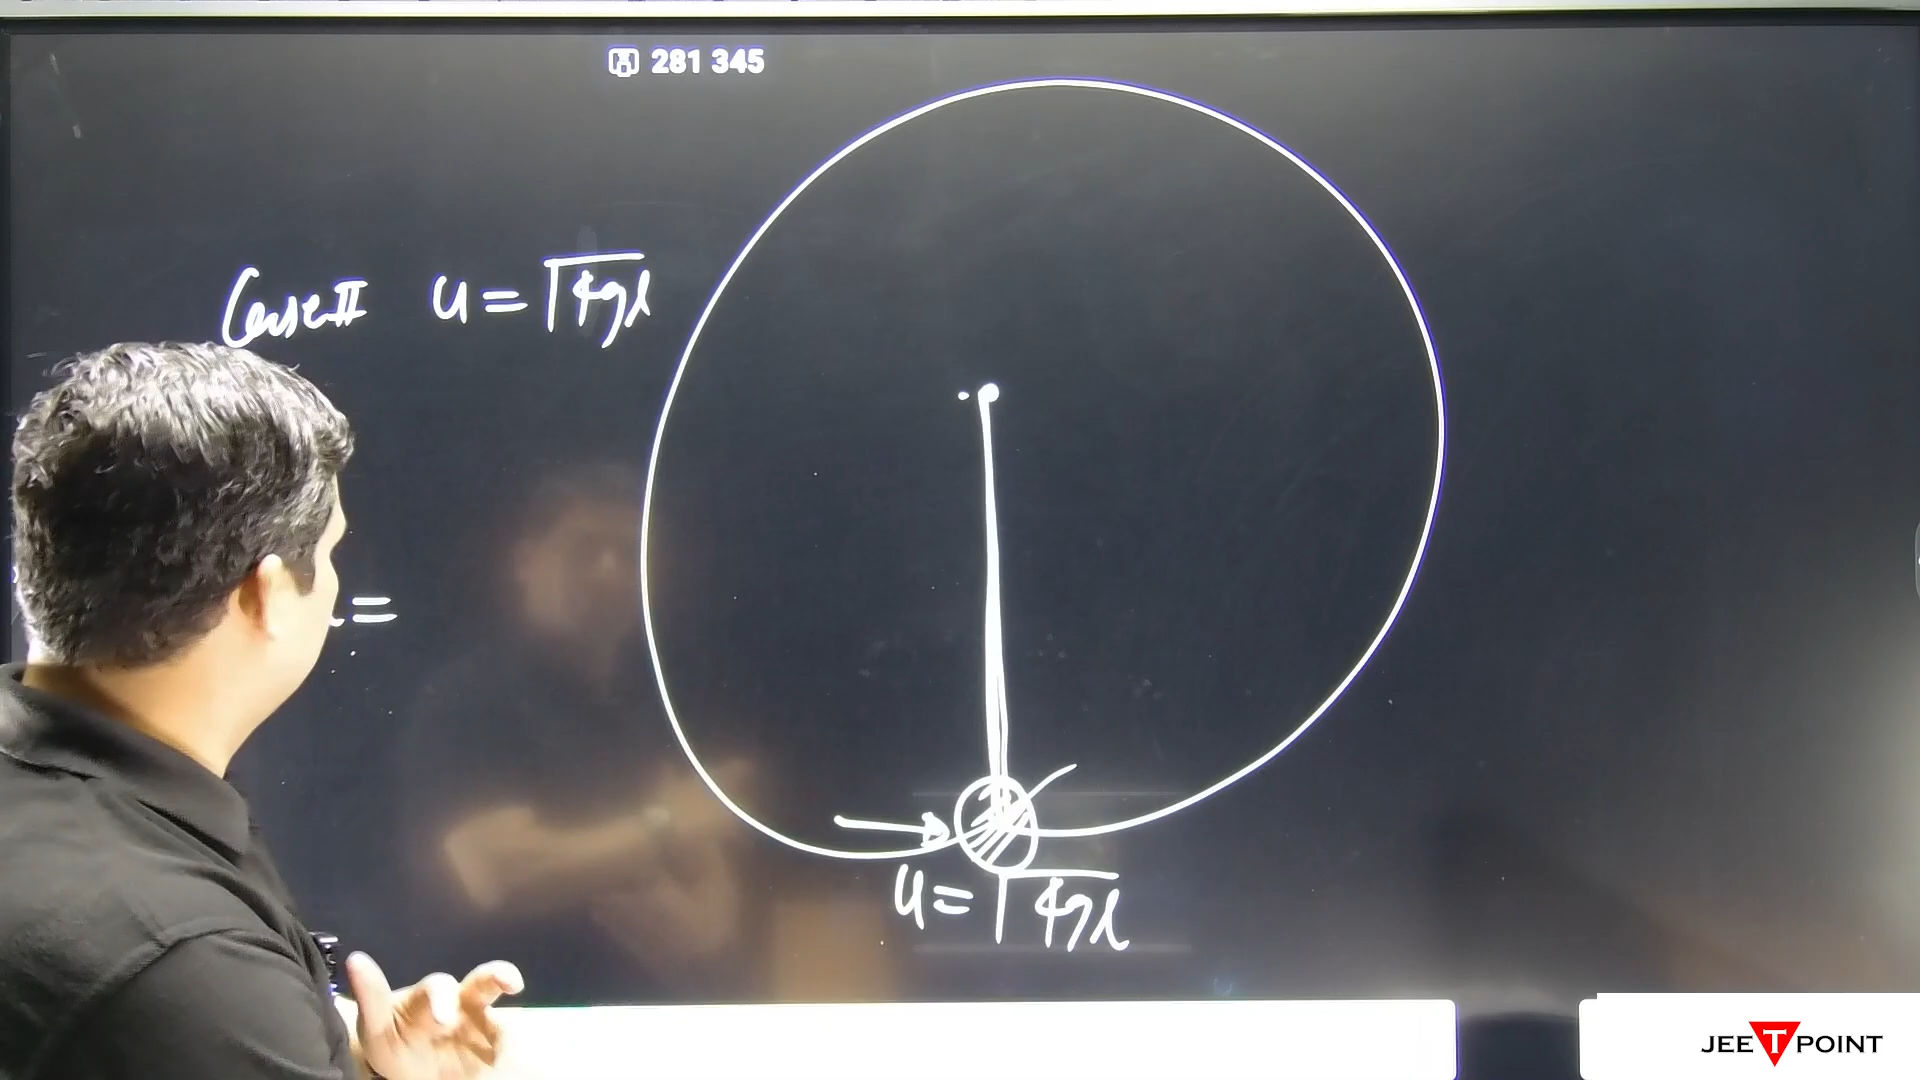 281 345
Case II u = √4gl
=
u = √4gl
JEE T POINT